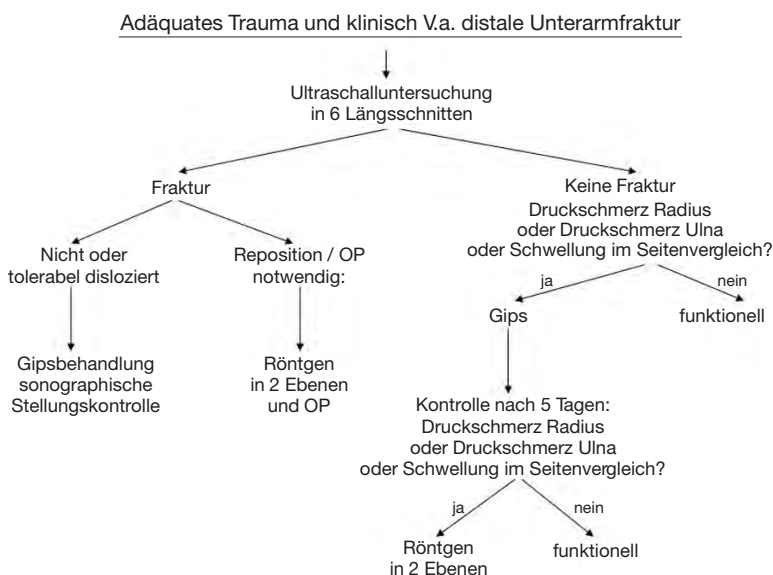 Adäquates Trauma und klinisch V.a. distale Unterarmfraktur
Ultraschalluntersuchung
in 6 Längsschnitten
Fraktur
Nicht oder
tolerabel disloziert
Gipsbehandlung
sonographische
Stellungskontrolle
Reposition / OP
notwendig:
Röntgen
in 2 Ebenen
und OP
Keine Fraktur
Druckschmerz Radius
oder Druckschmerz Ulna
oder Schwellung im Seitenvergleich?
ja
nein
Gips
funktionell
Kontrolle nach 5 Tagen:
Druckschmerz Radius
oder Druckschmerz Ulna
oder Schwellung im Seitenvergleich?
ja
nein
Röntgen
in 2 Ebenen
funktionell